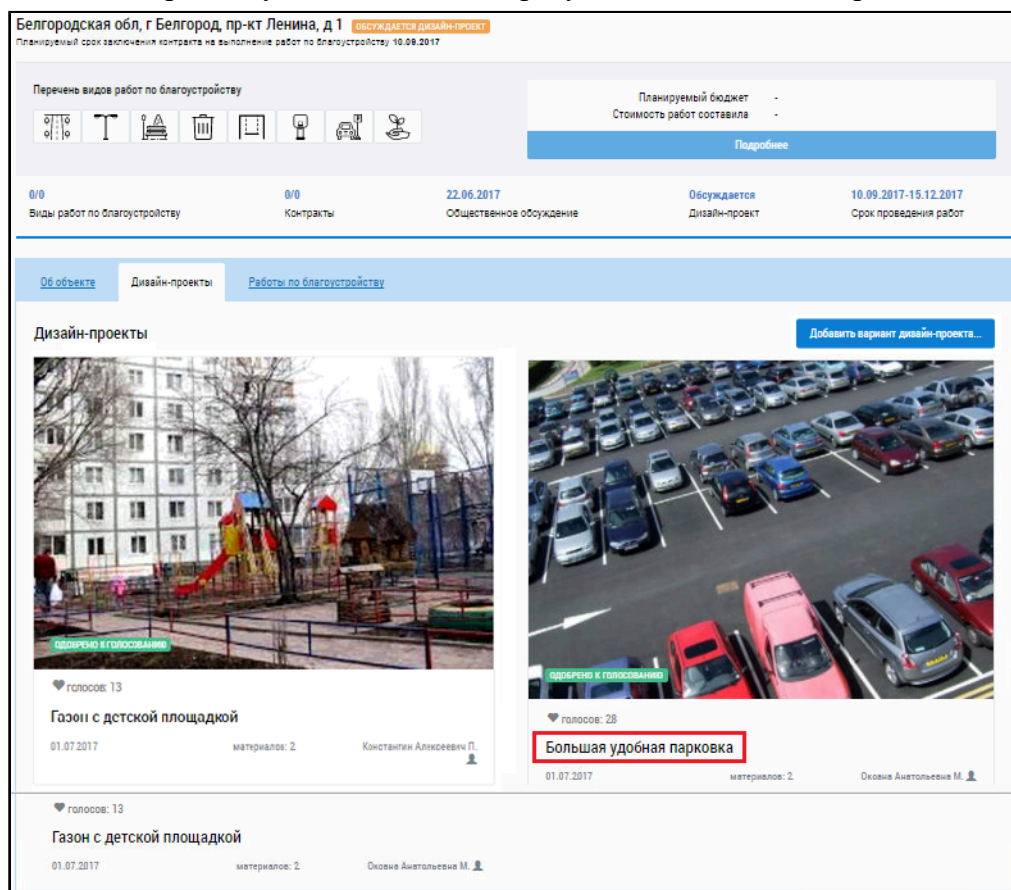 Белгородская обл, г Белгород, пр-кт Ленина, д 1 ОБСУЖДАЕТСЯ ДИЗАЙН-ПРОЕКТ
Планируемый срок заключения контракта на выполнение работ по благоустройству 10.09.2017
Перечень видов работ по благоустройству
Планируемый бюджет -
Стоимость работ составила -
Подробнее
0/0 0/0 22.06.2017 Обсуждается 10.09.2017-15.12.2017
Виды работ по благоустройству Контракты Общественное обсуждение Дизайн-проект Срок проведения работ
Об объекте Дизайн-проекты Работы по благоустройству
Дизайн-проекты Добавить вариант дизайн-проекта...
ОДОБРЕНО К ГОЛОСОВАНИЮ
голосов: 13
Газон с детской площадкой
01.07.2017 материалов: 2 Константин Алексеевич П.
ОДОБРЕНО К ГОЛОСОВАНИЮ
голосов: 28
Большая удобная парковка
01.07.2017 материалов: 2 Оксана Анатольевна М.
голосов: 13
Газон с детской площадкой
01.07.2017 материалов: 2 Оксана Анатольевна М.